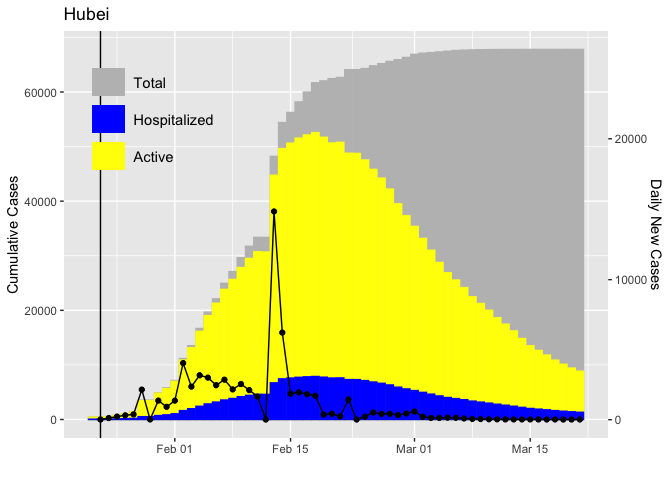 Hubei
Total
Hospitalized
Active
60000
40000
20000
0
Cumulative Cases
20000
10000
0
Daily New Cases
Feb 01
Feb 15
Mar 01
Mar 15